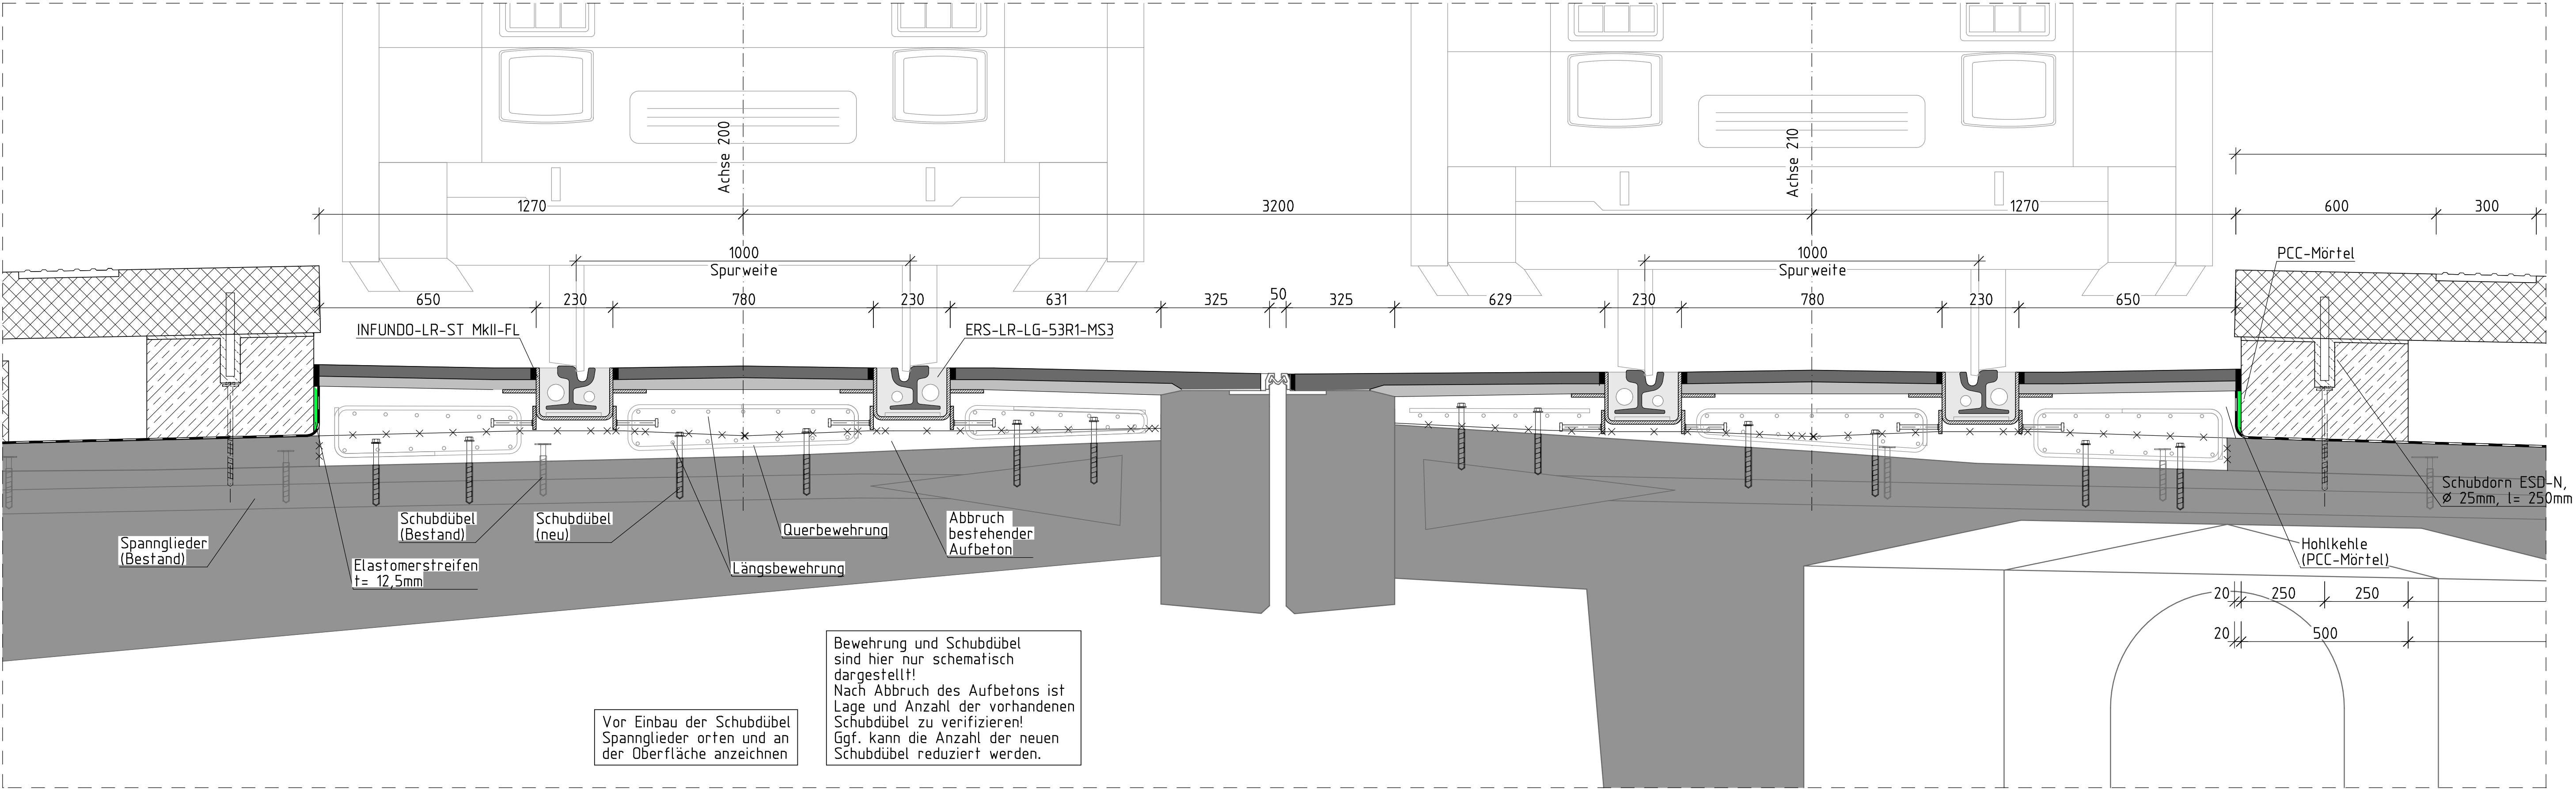 Achse 200
Achse 210
1270
3200
1270
600
300
1000
Spurweite
1000
Spurweite
PCC-Mörtel
650
230
780
230
631
325
50
325
629
230
780
230
650
INFUNDO-LR-ST MkII-FL
ERS-LR-LG-53R1-MS3
Spannglieder
(Bestand)
Elastomerstreifen
t= 12,5mm
Schubdübel
(Bestand)
Schubdübel
(neu)
Längsbewehrung
Querbewehrung
Abbruch
bestehender
Aufbeton
Schubdorn ESD-N,
Ø 25mm, l= 250mm
Hohlkehle
(PCC-Mörtel)
20
250
250
20
500
Vor Einbau der Schubdübel
Spannglieder orten und an
der Oberfläche anzeichnen
Bewehrung und Schubdübel
sind hier nur schematisch
dargestellt!
Nach Abbruch des Aufbetons ist
Lage und Anzahl der vorhandenen
Schubdübel zu verifizieren!
Ggf. kann die Anzahl der neuen
Schubdübel reduziert werden.